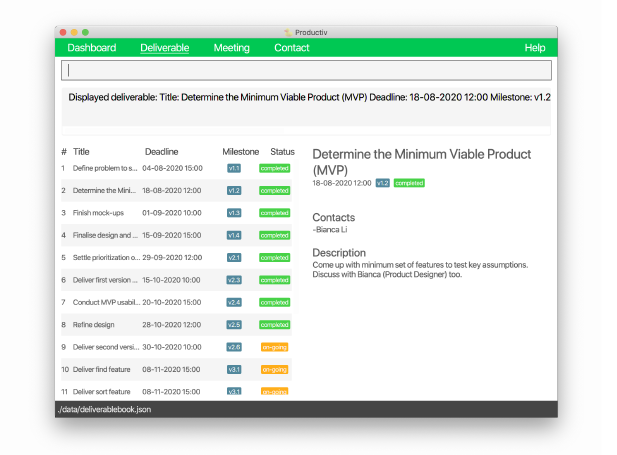 Productiv
Dashboard Deliverable Meeting Contact Help
Displayed deliverable: Title: Determine the Minimum Viable Product (MVP) Deadline: 18-08-2020 12:00 Milestone: v1.2
# Title Deadline Milestone Status
1 Define problem to s... 04-08-2020 15:00 v1.1 completed
2 Determine the Mini... 18-08-2020 12:00 v1.2 completed
3 Finish mock-ups 01-09-2020 10:00 v1.3 completed
4 Finalise design and ... 15-09-2020 15:00 v1.4 completed
5 Settle prioritization o... 29-09-2020 12:00 v2.1 completed
6 Deliver first version ... 15-10-2020 10:00 v2.3 completed
7 Conduct MVP usabil... 20-10-2020 15:00 v2.4 completed
8 Refine design 28-10-2020 12:00 v2.5 completed
9 Deliver second versi... 30-10-2020 10:00 v2.6 on-going
10 Deliver find feature 08-11-2020 15:00 v3.1 on-going
11 Deliver sort feature 08-11-2020 15:00 v3.1 on-going
Determine the Minimum Viable Product
(MVP)
18-08-2020 12:00 v1.2 completed
Contacts
-Bianca Li
Description
Come up with minimum set of features to test key assumptions.
Discuss with Bianca (Product Designer) too.
./data/deliverablebook.json